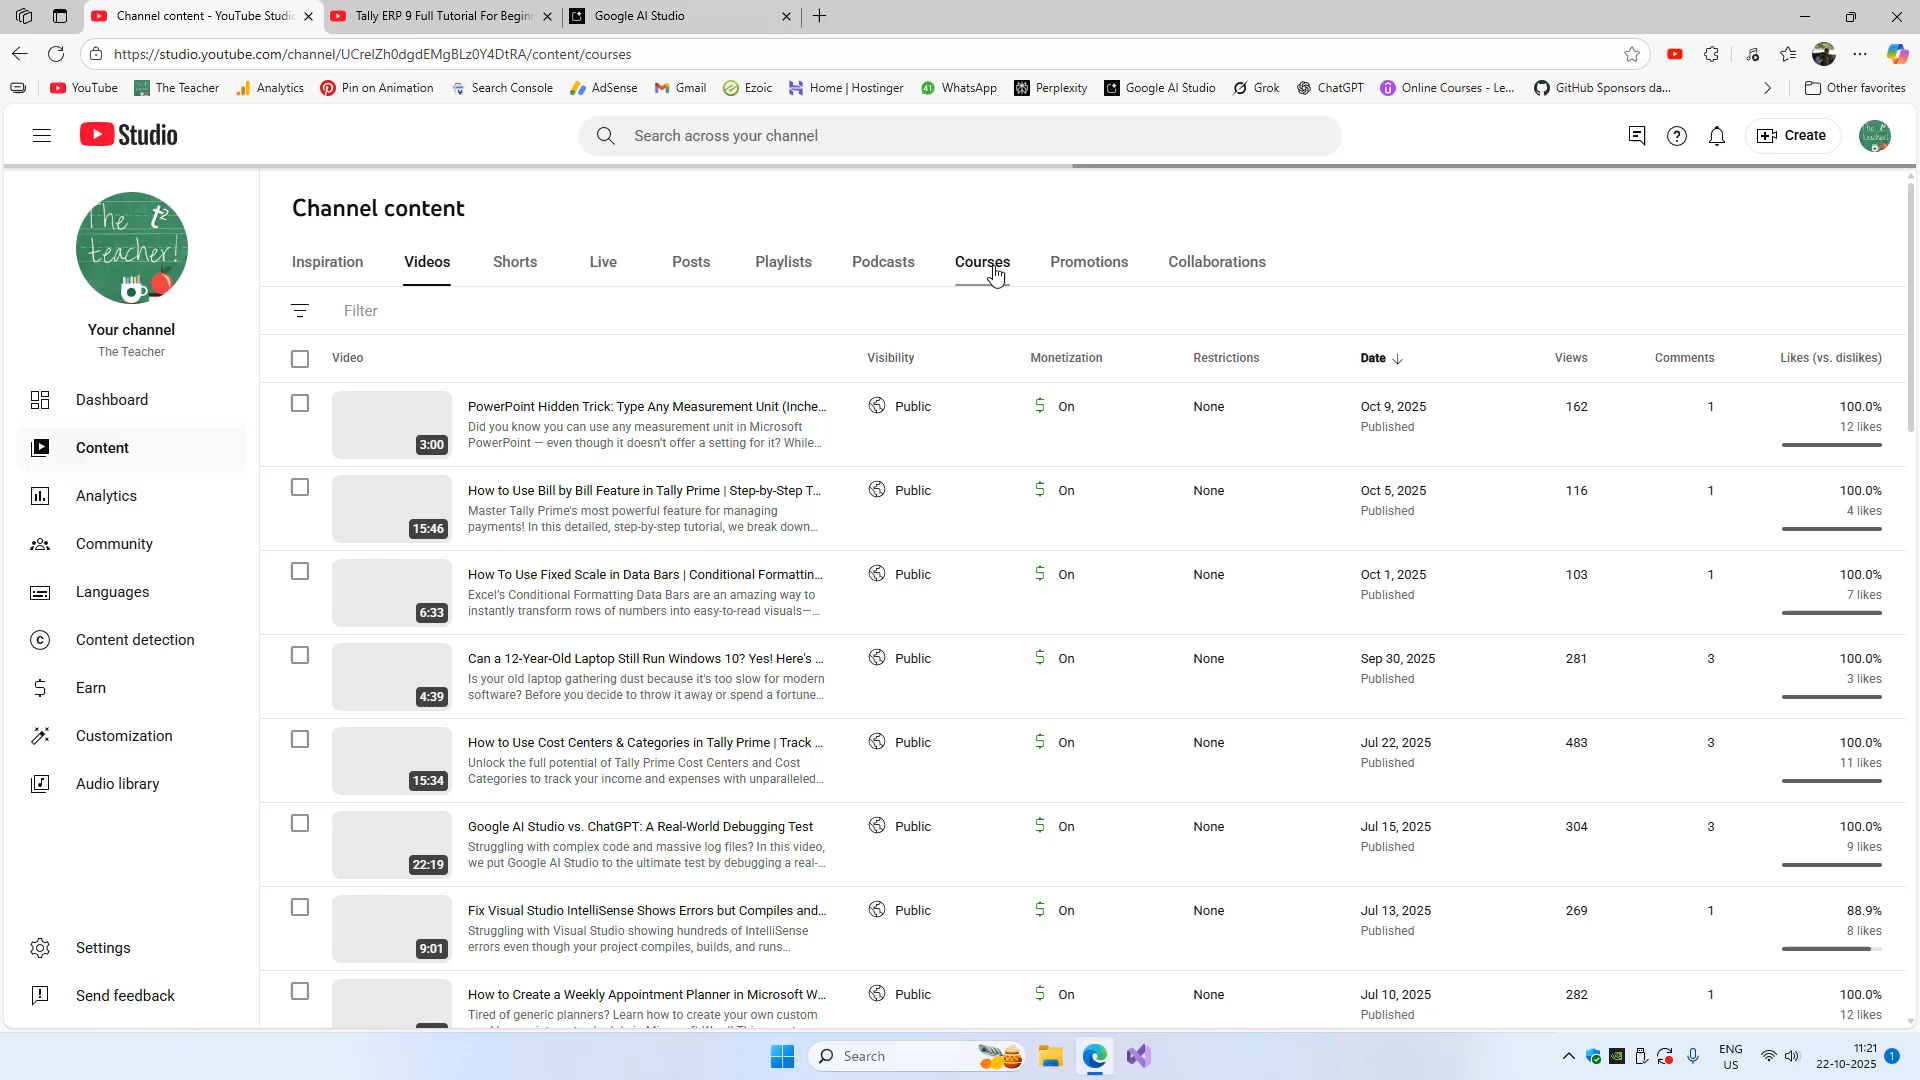 Channel content - YouTube Studio
Tally ERP 9 Full Tutorial For Beginn
Google AI Studio
https://studio.youtube.com/channel/UCrelZh0dgdEMgBLz0Y4DtRA/content/courses
YouTube
The Teacher
Analytics
Pin on Animation
Search Console
AdSense
Gmail
Ezoic
Home | Hostinger
41
WhatsApp
Perplexity
Google AI Studio
Grok
ChatGPT
Online Courses - Le...
GitHub Sponsors da...
Other favorites
Studio
Search across your channel
Create
The t²
teacher!
Your channel
The Teacher
Dashboard
Content
Analytics
Community
Languages
Content detection
Earn
Customization
Audio library
Settings
Send feedback
Channel content
Inspiration
Videos
Shorts
Live
Posts
Playlists
Podcasts
Courses
Promotions
Collaborations
Filter
Video
Visibility
Monetization
Restrictions
Date
Views
Comments
Likes (vs. dislikes)
3:00
PowerPoint Hidden Trick: Type Any Measurement Unit (Inche...
Did you know you can use any measurement unit in Microsoft
PowerPoint — even though it doesn't offer a setting for it? While...
Public
On
None
Oct 9, 2025
Published
162
1
100.0%
12 likes
15:46
How to Use Bill by Bill Feature in Tally Prime | Step-by-Step T...
Master Tally Prime's most powerful feature for managing
payments! In this detailed, step-by-step tutorial, we break down...
Public
On
None
Oct 5, 2025
Published
116
1
100.0%
4 likes
6:33
How To Use Fixed Scale in Data Bars | Conditional Formattin...
Excel's Conditional Formatting Data Bars are an amazing way to
instantly transform rows of numbers into easy-to-read visuals—...
Public
On
None
Oct 1, 2025
Published
103
1
100.0%
7 likes
4:39
Can a 12-Year-Old Laptop Still Run Windows 10? Yes! Here's ...
Is your old laptop gathering dust because it's too slow for modern
software? Before you decide to throw it away or spend a fortune...
Public
On
None
Sep 30, 2025
Published
281
3
100.0%
3 likes
15:34
How to Use Cost Centers & Categories in Tally Prime | Track ...
Unlock the full potential of Tally Prime Cost Centers and Cost
Categories to track your income and expenses with unparalleled...
Public
On
None
Jul 22, 2025
Published
483
3
100.0%
11 likes
22:19
Google AI Studio vs. ChatGPT: A Real-World Debugging Test
Struggling with complex code and massive log files? In this video,
we put Google AI Studio to the ultimate test by debugging a real-...
Public
On
None
Jul 15, 2025
Published
304
3
100.0%
9 likes
9:01
Fix Visual Studio IntelliSense Shows Errors but Compiles and...
Struggling with Visual Studio showing hundreds of IntelliSense
errors even though your project compiles, builds, and runs...
Public
On
None
Jul 13, 2025
Published
269
1
88.9%
8 likes
How to Create a Weekly Appointment Planner in Microsoft W...
Tired of generic planners? Learn how to create your own custom
Public
On
None
Jul 10, 2025
Published
282
1
100.0%
12 likes
Search
ENG
US
11:21
22-10-2025
1